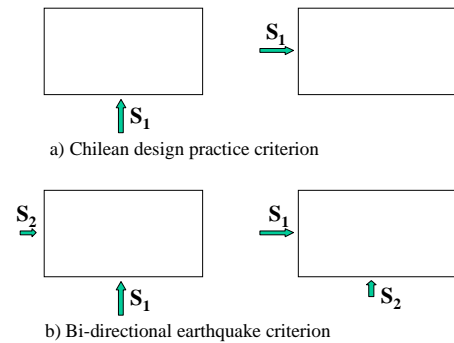 S₁
S₁
a) Chilean design practice criterion
S₂
S₁
S₁
S₂
b) Bi-directional earthquake criterion